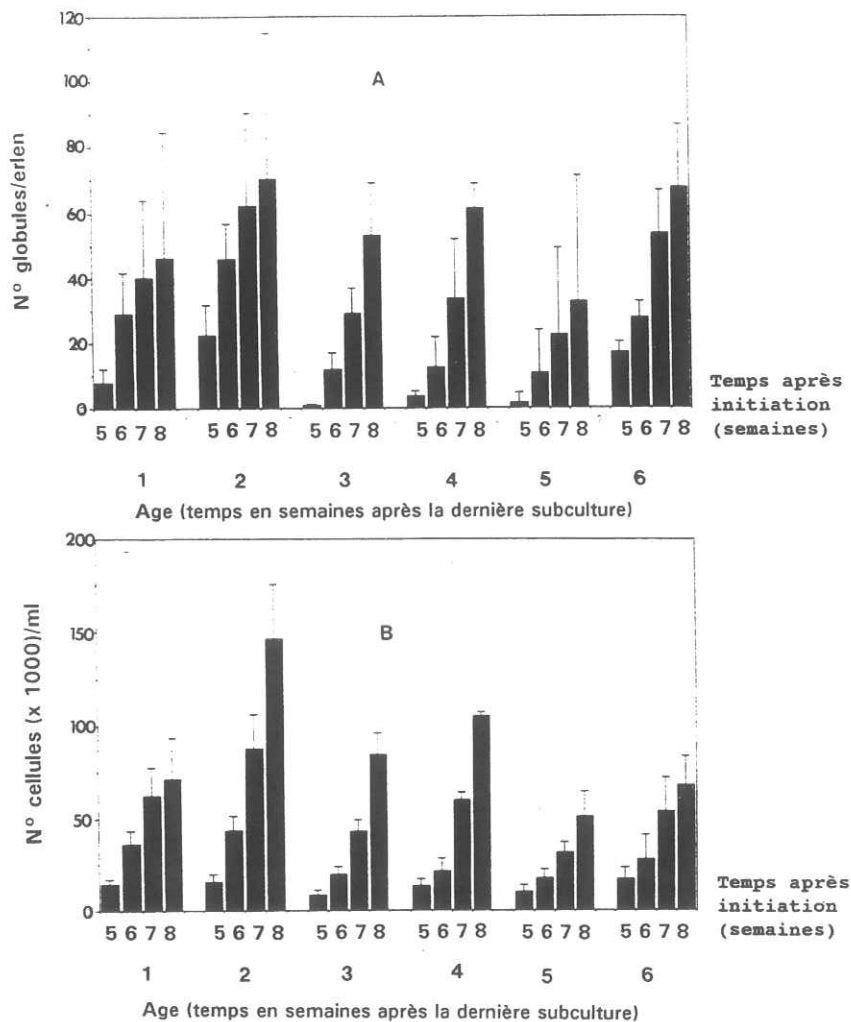 120
100
80
60
40
20
0
N° globules/erlen
A
5 6 7 8 5 6 7 8 5 6 7 8 5 6 7 8 5 6 7 8 5 6 7 8
1 2 3 4 5 6
Temps après
initiation
(semaines)
Age (temps en semaines après la dernière subculture)
200
150
100
50
0
N° cellules (x 1000)/ml
B
5 6 7 8 5 6 7 8 5 6 7 8 5 6 7 8 5 6 7 8 5 6 7 8
1 2 3 4 5 6
Temps après
initiation
(semaines)
Age (temps en semaines après la dernière subculture)